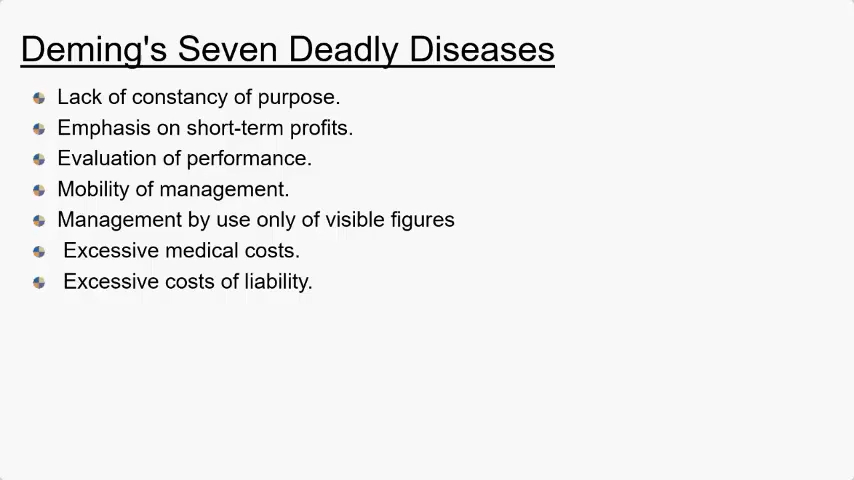 Deming's Seven Deadly Diseases
Lack of constancy of purpose.
Emphasis on short-term profits.
Evaluation of performance.
Mobility of management.
Management by use only of visible figures
Excessive medical costs.
Excessive costs of liability.